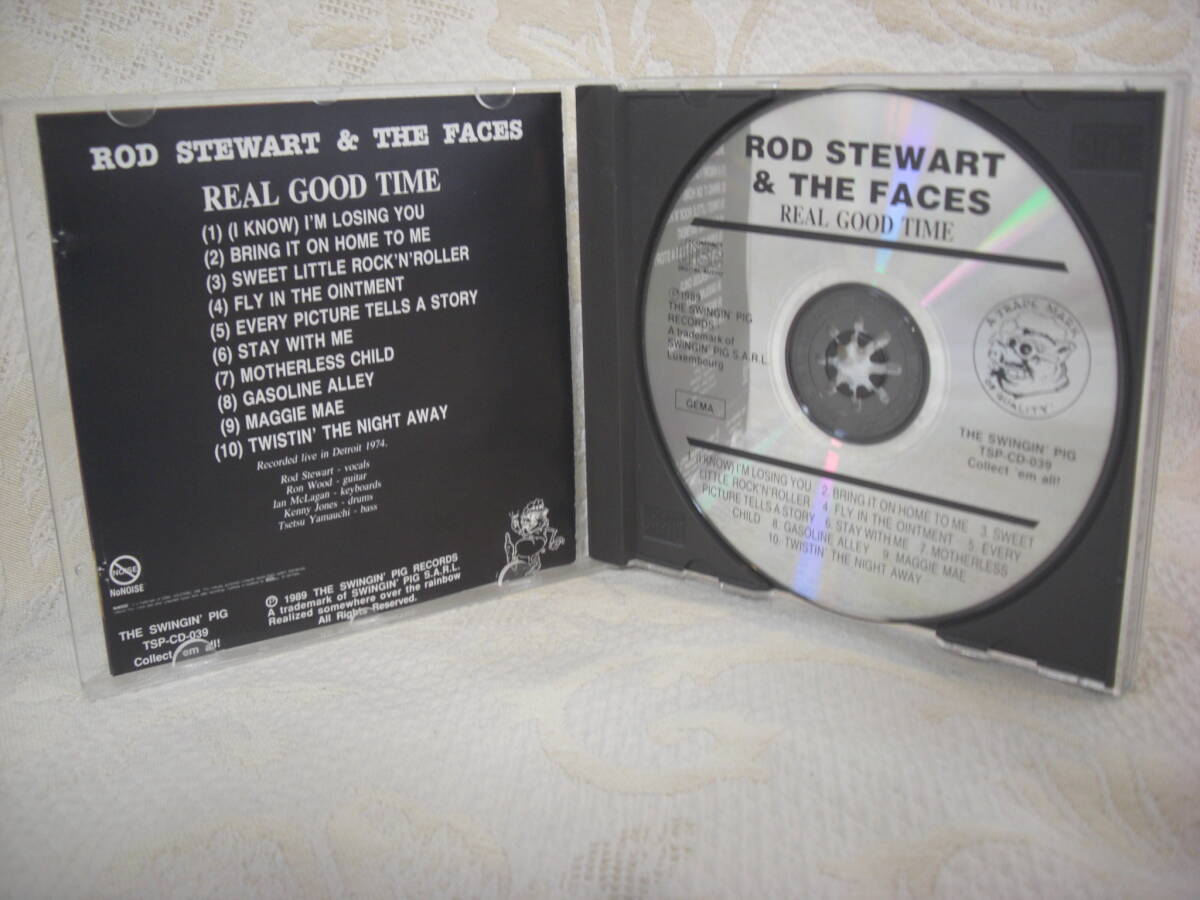 ROD STEWART & THE FACES
REAL GOOD TIME
(1) (I KNOW) I'M LOSING YOU
(2) BRING IT ON HOME TO ME
(3) SWEET LITTLE ROCK'N'ROLLER
(4) FLY IN THE OINTMENT
(5) EVERY PICTURE TELLS A STORY
(6) STAY WITH ME
(7) MOTHERLESS CHILD
(8) GASOLINE ALLEY
(9) MAGGIE MAE
(10) TWISTIN' THE NIGHT AWAY
Recorded live in Detroit 1974,
Rod Stewart - vocals
Ron Wood - guitar
Ian McLagan - keyboards
Kenny Jones - drums
Tsetsu Yamauchi - bass
NOISE
NoNOISE
THE SWINGIN' PIG
TSP-CD-039
Collect 'em all!
℗ 1989 THE SWINGIN' PIG RECORDS
A trademark of SWINGIN' PIG S.A.R.L.
Realized somewhere over the rainbow
All Rights Reserved.
ROD STEWART
& THE FACES
REAL GOOD TIME
℗1989
THE SWINGIN' PIG
RECORDS
A trademark of
SWINGIN' PIG S.A.R.L.
Luxembourg
GEMA
A TRADE MARK
OF QUALITY
THE SWINGIN' PIG
TSP-CD-039
Collect 'em all!
1. (I KNOW) I'M LOSING YOU 2. BRING IT ON HOME TO ME 3. SWEET
LITTLE ROCK'N'ROLLER 4. FLY IN THE OINTMENT 5. EVERY
PICTURE TELLS A STORY 6. STAY WITH ME 7. MOTHERLESS
CHILD 8. GASOLINE ALLEY 9. MAGGIE MAE
10. TWISTIN' THE NIGHT AWAY